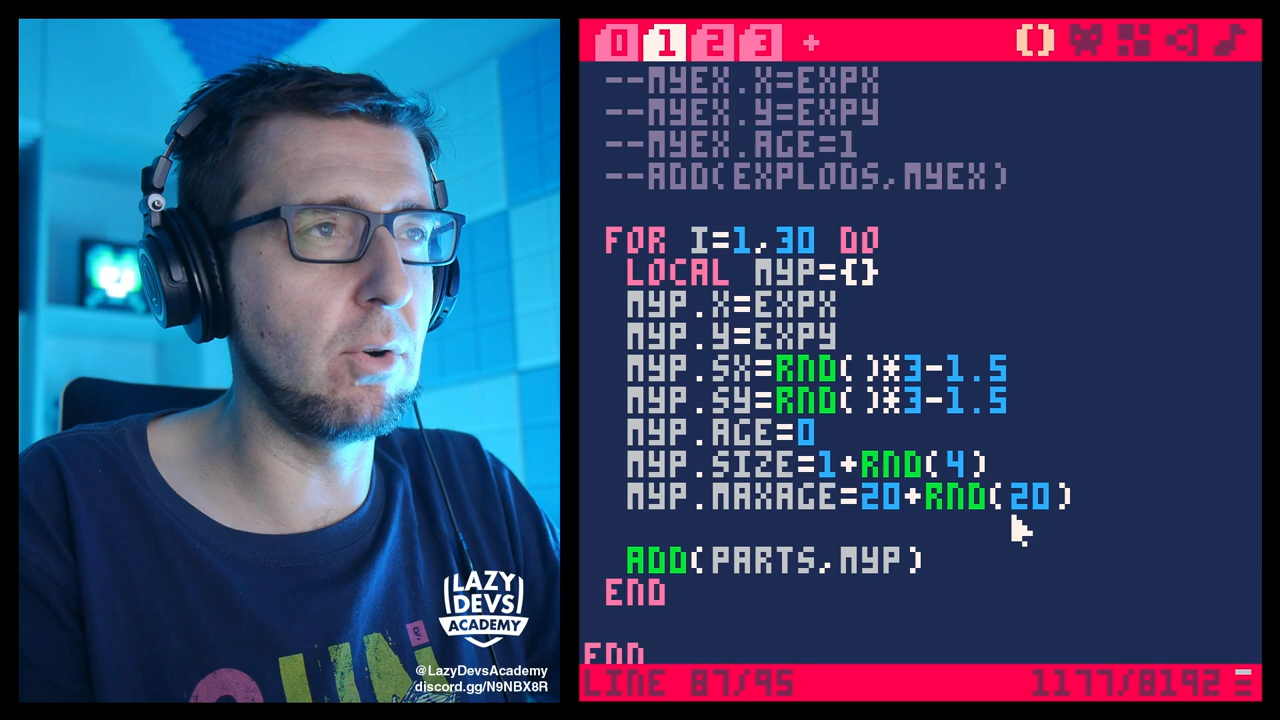 0 1 2 3 +
--MYEX.X=EXPX
--MYEX.Y=EXPY
--MYEX.AGE=1
--ADD(EXPLODS,MYEX)
FOR I=1,30 DO
LOCAL MYP={}
MYP.X=EXPX
MYP.Y=EXPY
MYP.SX=RND()*3-1.5
MYP.SY=RND()*3-1.5
MYP.AGE=0
MYP.SIZE=1+RND(4)
MYP.MAXAGE=20+RND(20)
ADD(PARTS,MYP)
END
END
LINE 87/95 1177/8192
LAZY
DEVS
ACADEMY
@LazyDevsAcademy
discord.gg/N9NBX8R